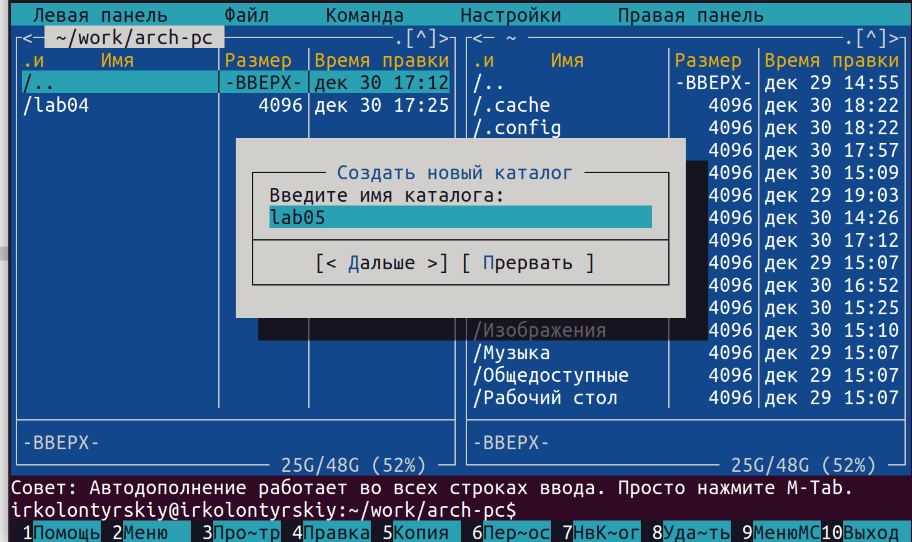 Левая панель Файл Команда Настройки Правая панель
<- ~/work/arch-pc .[^]> <- ~ .[^]>
.и Имя Размер Время правки .и Имя Размер Время правки
/.. -ВВЕРХ- дек 30 17:12 /.. -ВВЕРХ- дек 29 14:55
/lab04 4096 дек 30 17:25 /.cache 4096 дек 30 18:22
/.config 4096 дек 30 18:22
4096 дек 30 17:57
Создать новый каталог 4096 дек 30 15:09
Введите имя каталога: 4096 дек 29 19:03
lab05 4096 дек 30 14:26
4096 дек 30 17:12
[< Дальше >] [ Прервать ] 4096 дек 29 15:07
4096 дек 30 16:52
4096 дек 30 15:25
/Изображения 4096 дек 30 15:10
/Музыка 4096 дек 29 15:07
/Общедоступные 4096 дек 29 15:07
/Рабочий стол 4096 дек 29 15:07
-ВВЕРХ- -ВВЕРХ-
25G/48G (52%) 25G/48G (52%)
Совет: Автодополнение работает во всех строках ввода. Просто нажмите M-Tab.
irkolontyrskiy@irkolontyrskiy:~/work/arch-pc$
1Помощь 2Меню 3Про~тр 4Правка 5Копия 6Пер~ос 7НвК~ог 8Уда~ть 9МенюMC 10Выход